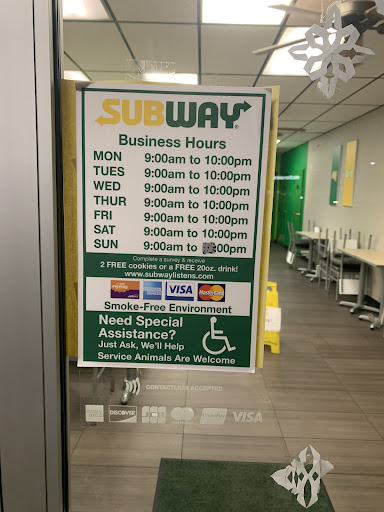 SUBWAY
Business Hours
MON 9:00am to 10:00pm
TUES 9:00am to 10:00pm
WED 9:00am to 10:00pm
THUR 9:00am to 10:00pm
FRI 9:00am to 10:00pm
SAT 9:00am to 10:00pm
SUN 9:00am to :00pm
Complete a survey & receive
2 FREE cookies or a FREE 20oz. drink!
www.subwaylistens.com
VISA MasterCard
Smoke-Free Environment
Need Special
Assistance?
Just Ask, We'll Help
Service Animals Are Welcome
CONTACTLESS ACCEPTED
DISCOVER JCB VISA